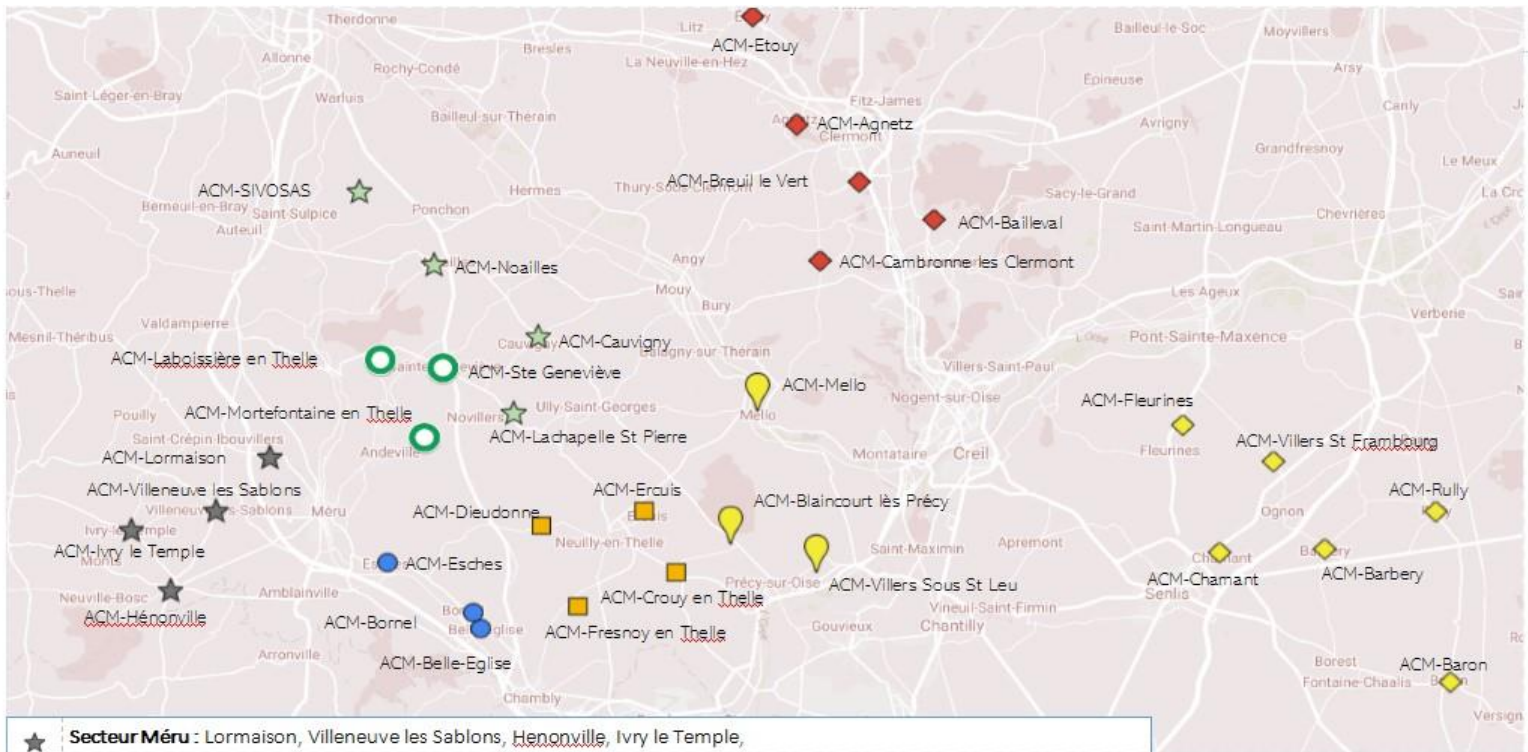 Therdonne
Litz
Bailleul-le-Soc
Moyvillers
ACM-Etouy
Allonne
Bresles
La Neuville-en-Hez
Arsy
Rochy-Condé
Épineuse
Saint-Léger-en-Bray
Warluis
Fitz-James
Canly
Bailleul-sur-Thérain
ACM-Agnetz
Clermont
Avrigny
Auneuil
Grandfresnoy
Le Meux
ACM-Breuil le Vert
ACM-SIVOSAS
Hermes
Thury-Sous-Clermont
Sacy-le-Grand
Berneuil-en-Bray
Saint-Sulpice
Ponchon
Chevrières
ACM-Bailleval
Saint-Martin-Longueau
Auteuil
Angy
ACM-Cambronne les Clermont
ACM-Noailles
sous-Thelle
Mouy
Les Ageux
Bury
Verberie
Valdampierre
Mesnil-Théribus
Pont-Sainte-Maxence
ACM-Cauvigny
Balagny-sur-Thérain
ACM-Laboissière en Thelle
ACM-Ste Geneviève
Villers-Saint-Paul
ACM-Mello
Nogent-sur-Oise
ACM-Fleurines
Pouilly
ACM-Mortefontaine en Thelle
Novillers
Ully-Saint-Georges
Mello
Saint-Crépin-Ibouvillers
ACM-Lachapelle St Pierre
ACM-Villers St Frambourg
Andeville
Montataire
Creil
Fleurines
ACM-Lormaison
ACM-Villeneuve les Sablons
ACM-Ercuis
ACM-Blaincourt lès Précy
ACM-Rully
Méru
ACM-Dieudonne
Ognon
Ivry-le-Temple
Neuilly-en-Thelle
Saint-Maximin
Apremont
ACM-Ivry le Temple
Monts
ACM-Esches
Chamant
Barbery
ACM-Barbery
Précy-sur-Oise
ACM-Villers Sous St Leu
ACM-Chamant
Senlis
Neuville-Bosc
Amblainville
ACM-Crouy en Thelle
Vineuil-Saint-Firmin
ACM-Hénonville
ACM-Bornel
ACM-Fresnoy en Thelle
Gouvieux
Chantilly
Arronville
ACM-Belle-Eglise
Borest
ACM-Baron
Fontaine-Chaalis
Chambly
Versign
Secteur Méru : Lormaison, Villeneuve les Sablons, Henonville, Ivry le Temple,